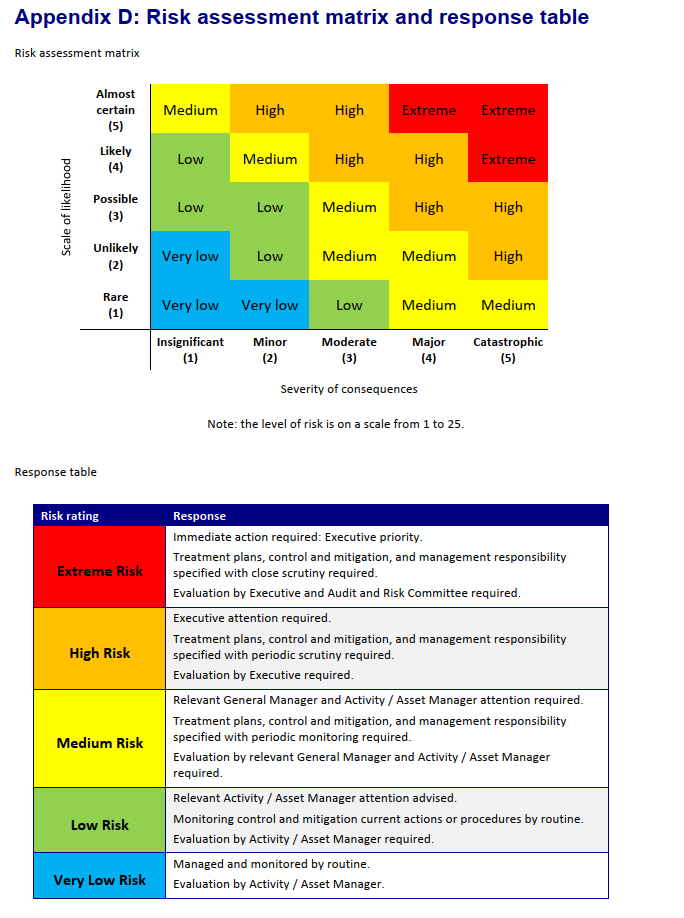 Appendix D: Risk assessment matrix and response table
Risk assessment matrix
Scale of likelihood
Almost
certain
(5)
Medium High High Extreme Extreme
Likely
(4)
Low Medium High High Extreme
Possible
(3)
Low Low Medium High High
Unlikely
(2)
Very low Low Medium Medium High
Rare
(1)
Very low Very low Low Medium Medium
Insignificant Minor Moderate Major Catastrophic
(1) (2) (3) (4) (5)
Severity of consequences
Note: the level of risk is on a scale from 1 to 25.
Response table
Risk rating Response
Extreme Risk
Immediate action required: Executive priority.
Treatment plans, control and mitigation, and management responsibility
specified with close scrutiny required.
Evaluation by Executive and Audit and Risk Committee required.
High Risk
Executive attention required.
Treatment plans, control and mitigation, and management responsibility
specified with periodic scrutiny required.
Evaluation by Executive required.
Medium Risk
Relevant General Manager and Activity / Asset Manager attention required.
Treatment plans, control and mitigation, and management responsibility
specified with periodic monitoring required.
Evaluation by relevant General Manager and Activity / Asset Manager
required.
Low Risk
Relevant Activity / Asset Manager attention advised.
Monitoring control and mitigation current actions or procedures by routine.
Evaluation by Activity / Asset Manager required.
Very Low Risk
Managed and monitored by routine.
Evaluation by Activity / Asset Manager.